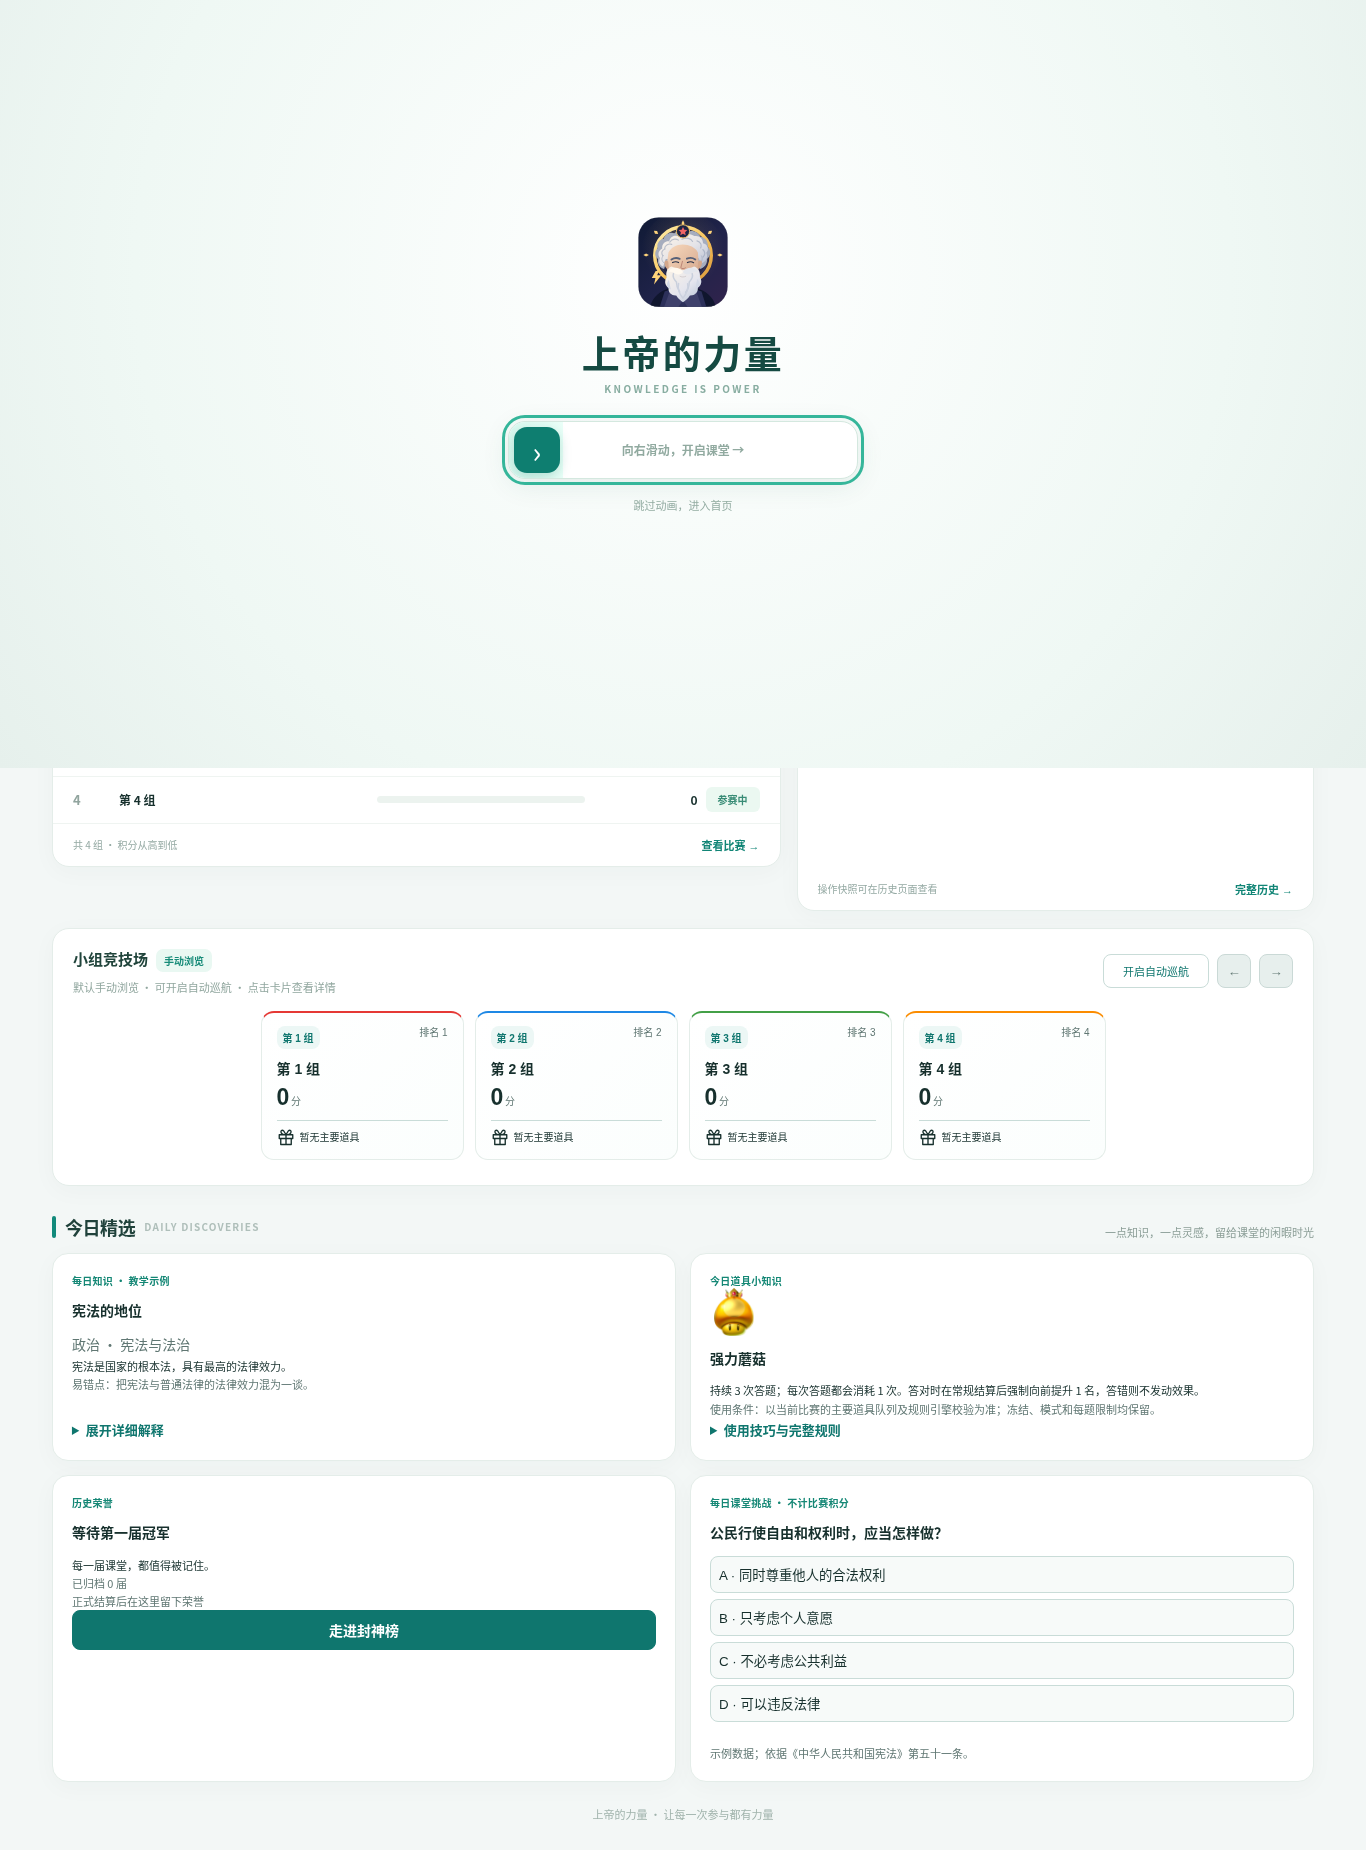 上帝的力量
KNOWLEDGE IS POWER
向右滑动，开启课堂 →
跳过动画，进入首页
4 第 4 组 0 参赛中
共 4 组 · 积分从高到低 查看比赛 →
操作快照可在历史页面查看 完整历史 →
小组竞技场 手动浏览
默认手动浏览 · 可开启自动巡航 · 点击卡片查看详情
开启自动巡航 ← →
第 1 组 排名 1
第 1 组
0 分
暂无主要道具
第 2 组 排名 2
第 2 组
0 分
暂无主要道具
第 3 组 排名 3
第 3 组
0 分
暂无主要道具
第 4 组 排名 4
第 4 组
0 分
暂无主要道具
今日精选 DAILY DISCOVERIES
一点知识，一点灵感，留给课堂的闲暇时光
每日知识 · 教学示例
宪法的地位
政治 · 宪法与法治
宪法是国家的根本法，具有最高的法律效力。
易错点：把宪法与普通法律的法律效力混为一谈。
▶ 展开详细解释
今日道具小知识
强力蘑菇
持续 3 次答题；每次答题都会消耗 1 次。答对时在常规结算后强制向前提升 1 名，答错则不发动效果。
使用条件：以当前比赛的主要道具队列及规则引擎校验为准；冻结、模式和每题限制均保留。
▶ 使用技巧与完整规则
历史荣誉
等待第一届冠军
每一届课堂，都值得被记住。
已归档 0 届
正式结算后在这里留下荣誉
走进封神榜
每日课堂挑战 · 不计比赛积分
公民行使自由和权利时，应当怎样做？
A · 同时尊重他人的合法权利
B · 只考虑个人意愿
C · 不必考虑公共利益
D · 可以违反法律
示例数据；依据《中华人民共和国宪法》第五十一条。
上帝的力量 · 让每一次参与都有力量